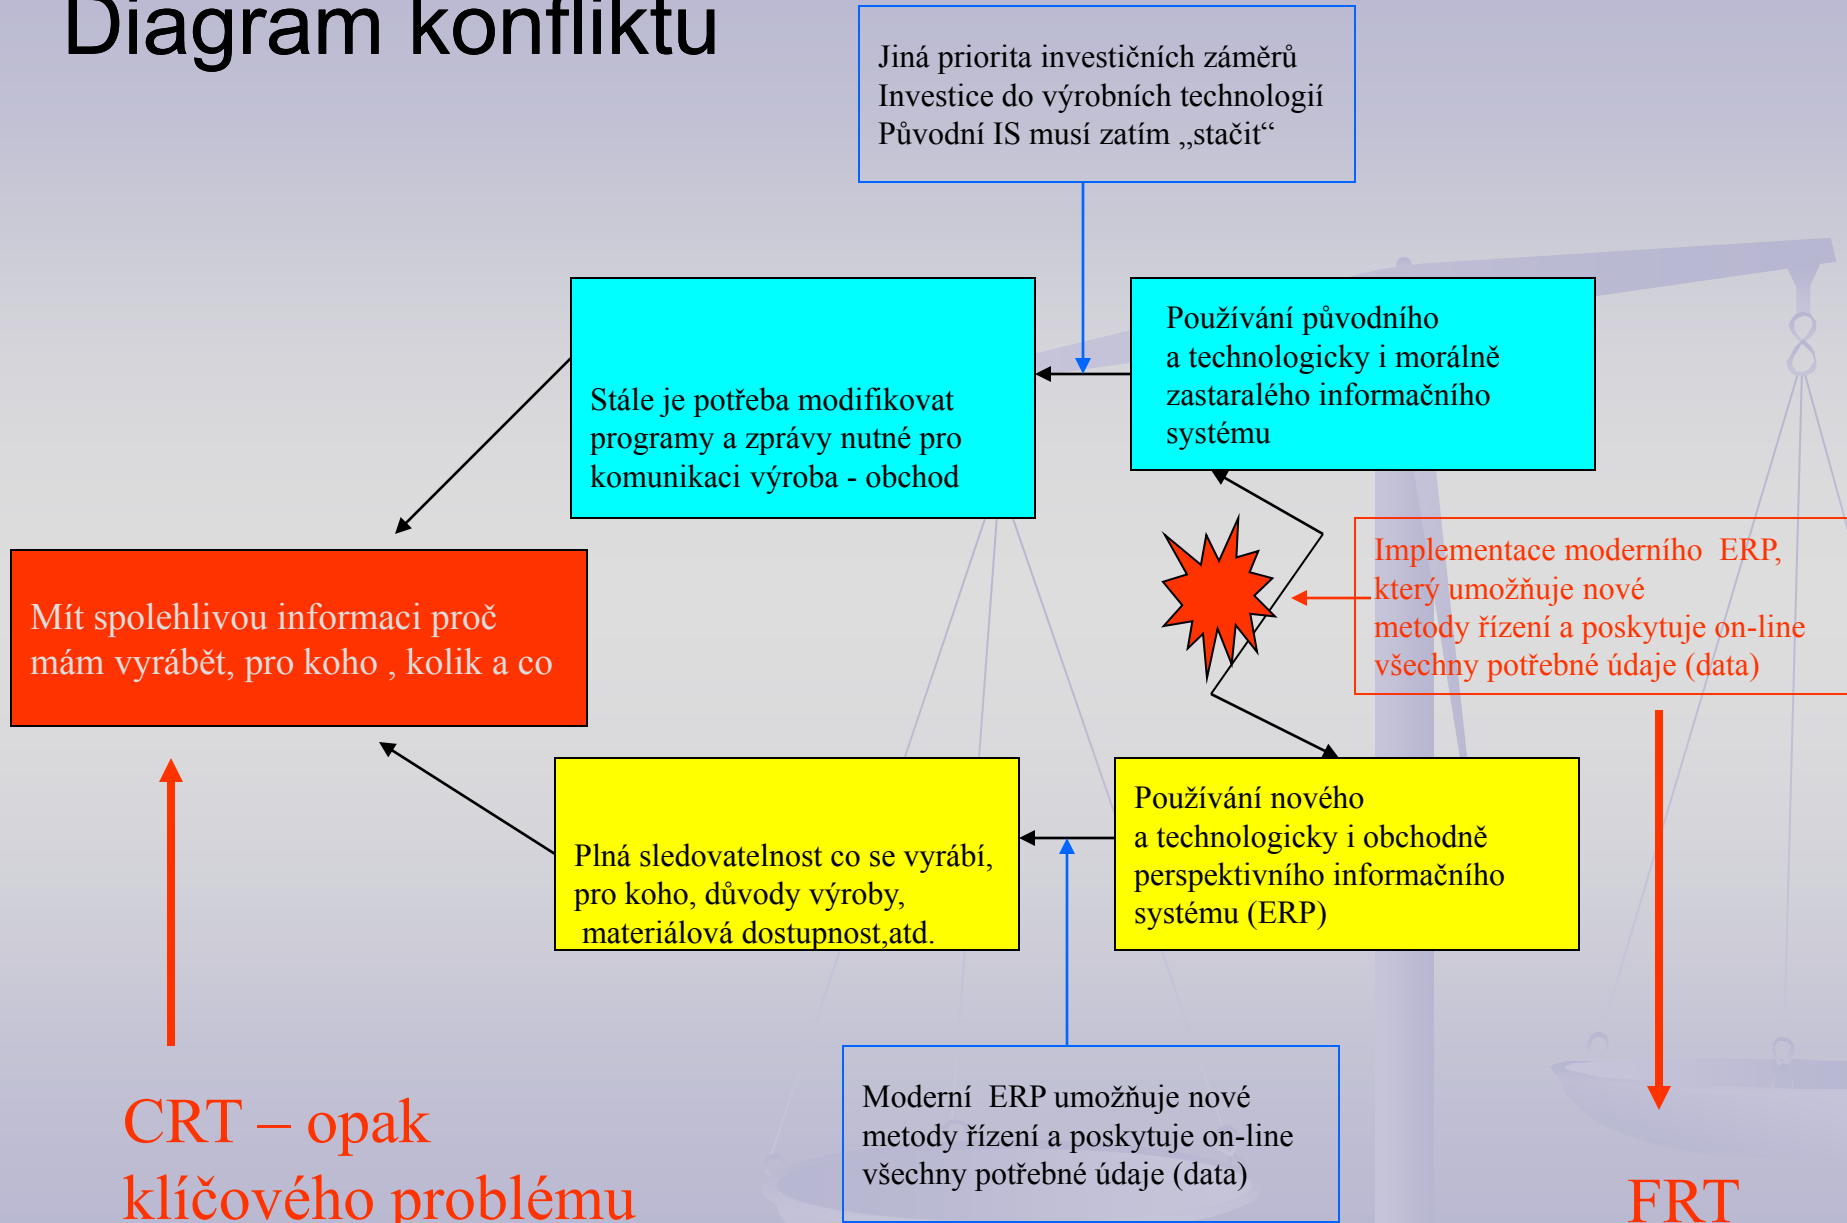 Diagram konfliktu
Jiná priorita investičních záměrů
Investice do výrobních technologií
Původní IS musí zatím „stačit“
Používání původního
a technologicky i morálně
zastaralého informačního
systému
Stále je potřeba modifikovat
programy a zprávy nutné pro
komunikaci výroba - obchod
Implementace moderního  ERP,
který umožňuje nové
metody řízení a poskytuje on-line
všechny potřebné údaje (data)
Mít spolehlivou informaci proč
mám vyrábět, pro koho , kolik a co
Používání nového
a technologicky i obchodně
perspektivního informačního
systému (ERP)
Plná sledovatelnost co se vyrábí,
pro koho, důvody výroby,
materiálová dostupnost,atd.
Moderní  ERP umožňuje nové
metody řízení a poskytuje on-line
všechny potřebné údaje (data)
CRT – opak
klíčového problému
FRT